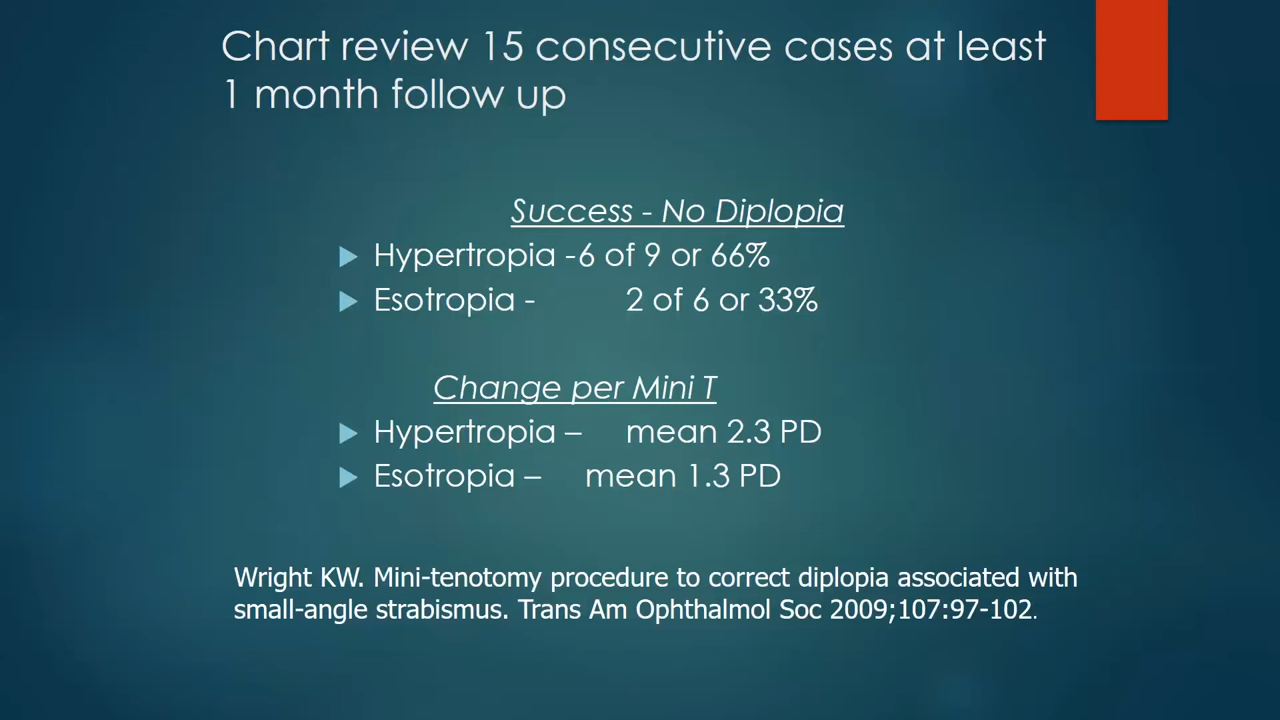 Chart review 15 consecutive cases at least
1 month follow up
Success - No Diplopia
Hypertropia -6 of 9 or 66%
Esotropia - 2 of 6 or 33%
Change per Mini T
Hypertropia – mean 2.3 PD
Esotropia – mean 1.3 PD
Wright KW. Mini-tenotomy procedure to correct diplopia associated with
small-angle strabismus. Trans Am Ophthalmol Soc 2009;107:97-102.